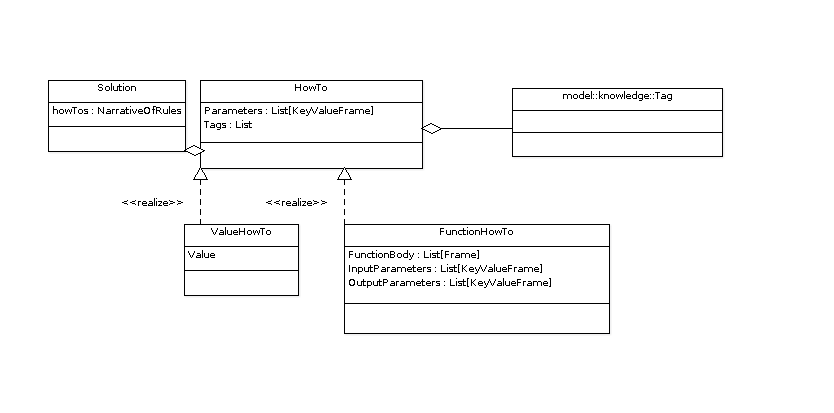 Solution
howTos : NarrativeOfRules
HowTo
Parameters : List[KeyValueFrame]
Tags : List
model::knowledge::Tag
<<realize>>
<<realize>>
ValueHowTo
Value
FunctionHowTo
FunctionBody : List[Frame]
InputParameters : List[KeyValueFrame]
OutputParameters : List[KeyValueFrame]